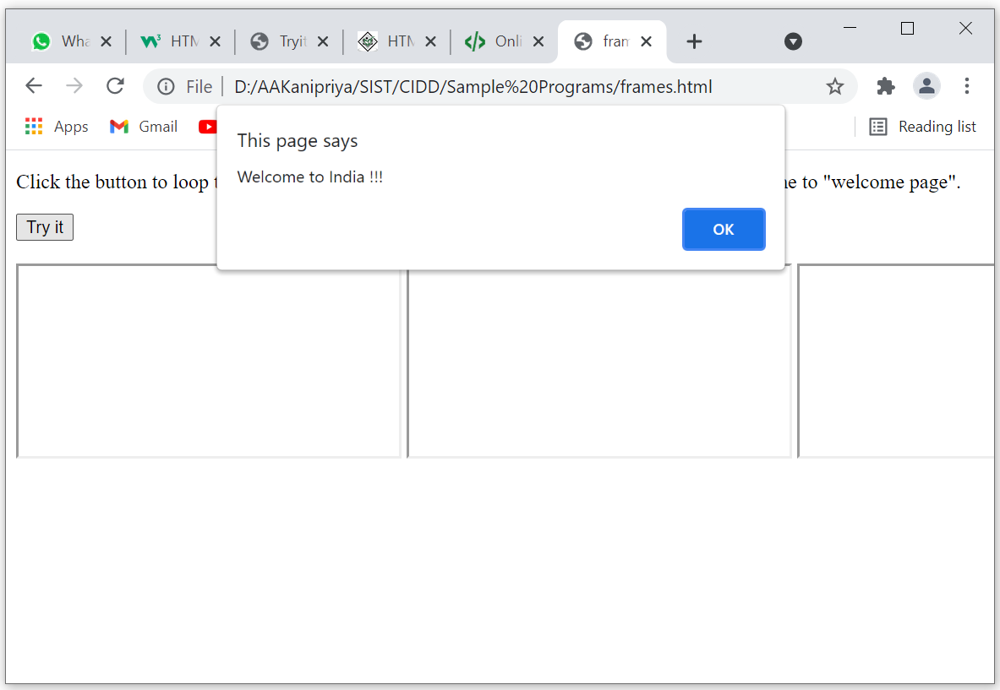 Wha HTM Tryit HTM Onli fram
File D:/AAKanipriya/SIST/CIDD/Sample%20Programs/frames.html
Apps Gmail Reading list
This page says
Welcome to India !!!
OK
Click the button to loop to "welcome page".
Try it